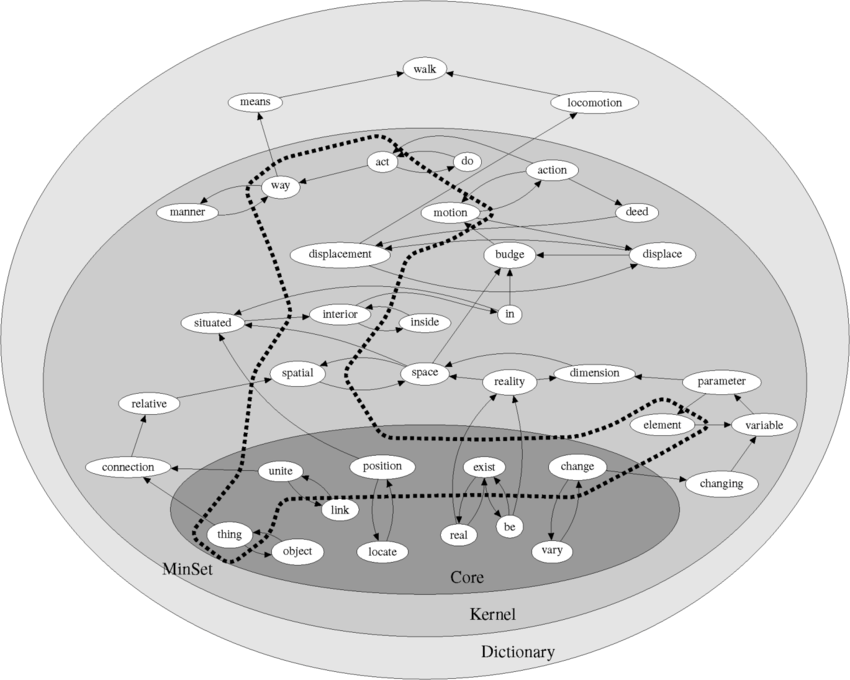 walk
means
locomotion
act
do
action
way
manner
motion
deed
displacement
budge
displace
situated
interior
inside
in
spatial
space
reality
dimension
parameter
relative
element
variable
connection
unite
position
exist
change
changing
link
thing
object
locate
real
be
vary
MinSet
Core
Kernel
Dictionary